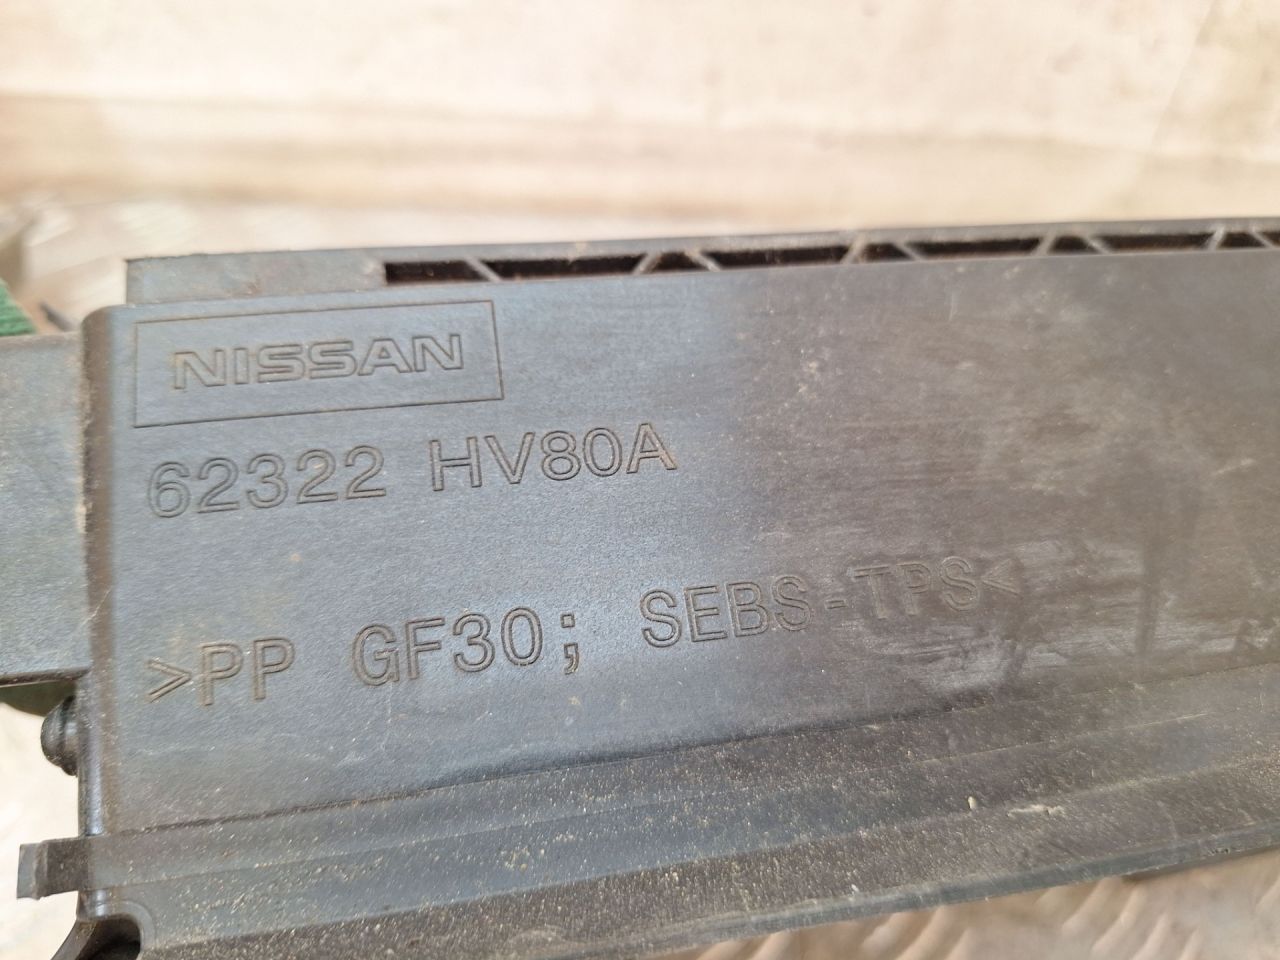 NISSAN
62322 HV80A
>PP GF30; SEBS-TPS<